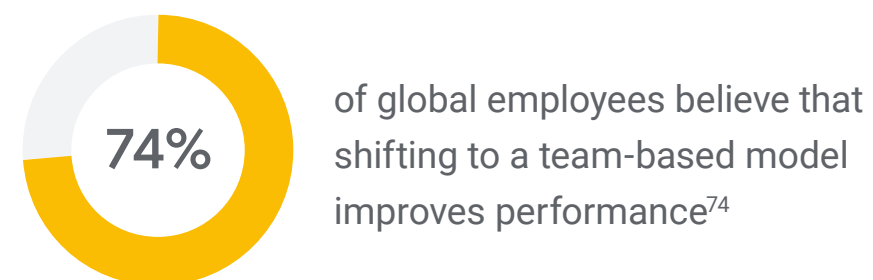 74%
of global employees believe that
shifting to a team-based model
improves performance⁷⁴